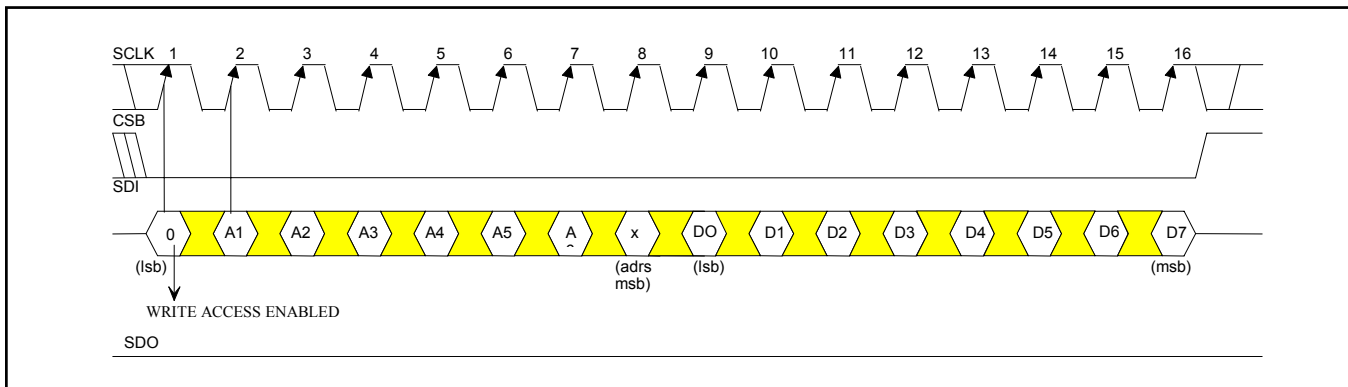 SCLK 1 2 3 4 5 6 7 8 9 10 11 12 13 14 15 16
CSB
SDI
0 A1 A2 A3 A4 A5 A x DO D1 D2 D3 D4 D5 D6 D7
(lsb) (adrs (lsb) (msb)
msb)
WRITE ACCESS ENABLED
SDO